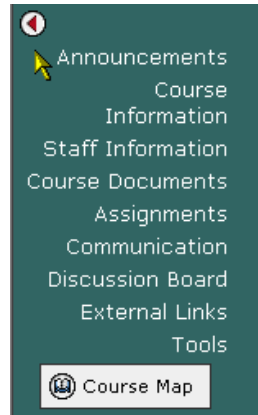 Announcements
Course
Information
Staff Information
Course Documents
Assignments
Communication
Discussion Board
External Links
Tools
Course Map